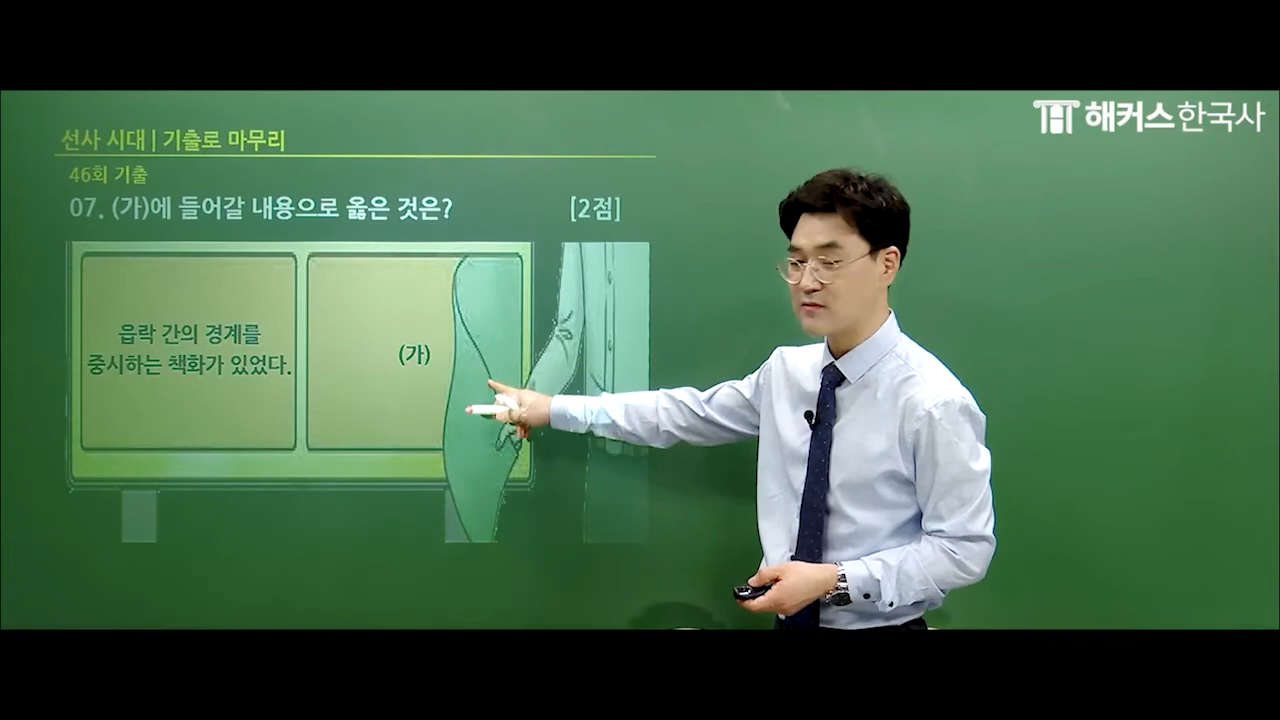 해커스한국사
선사 시대 | 기출로 마무리
46회 기출
07. (가)에 들어갈 내용으로 옳은 것은? [2점]
읍락 간의 경계를
중시하는 책화가 있었다.
(가)